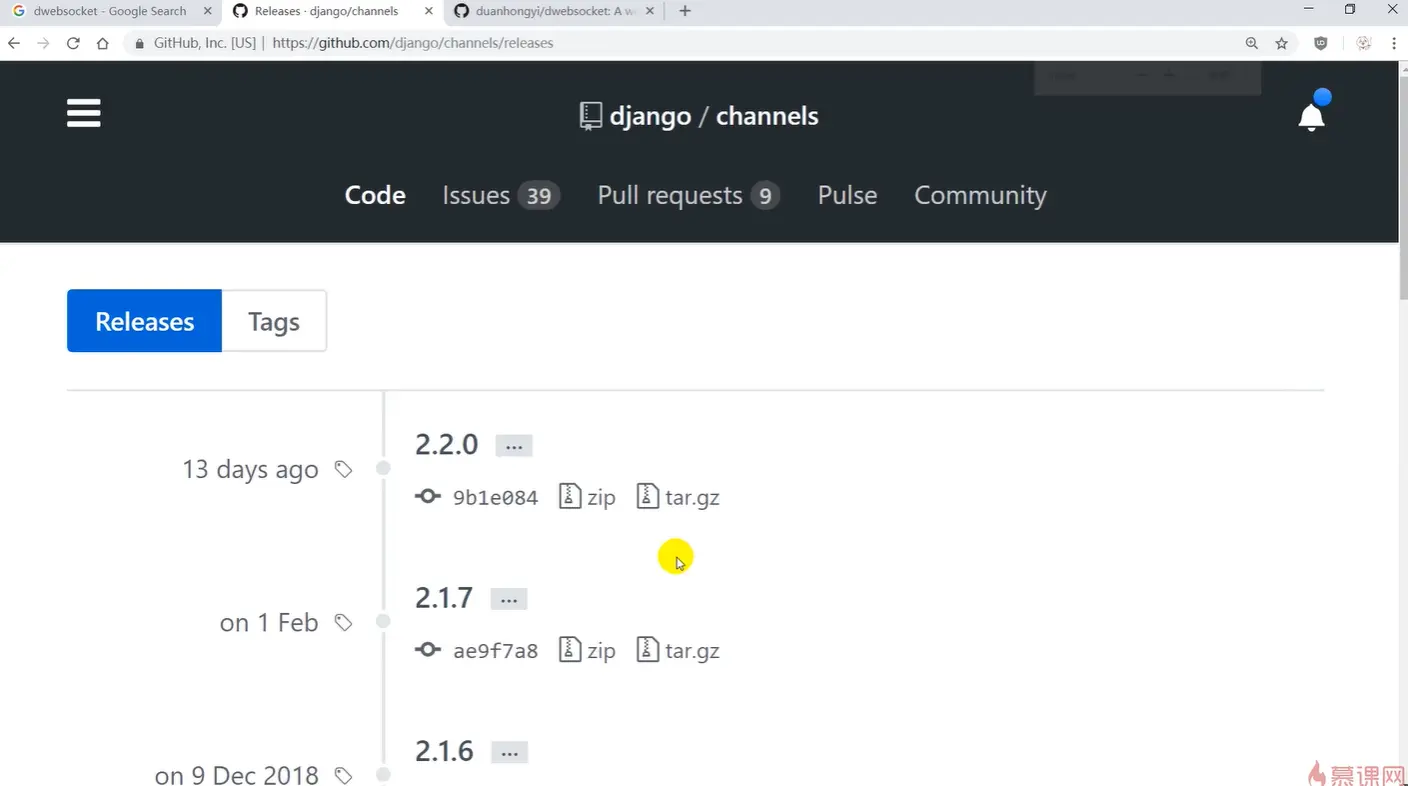 dwebsocket - Google Search
Releases · django/channels
duanhongyi/dwebsocket: A w
GitHub, Inc. [US] | https://github.com/django/channels/releases
django / channels
Code Issues 39 Pull requests 9 Pulse Community
Releases Tags
2.2.0 ...
13 days ago
9b1e084 zip tar.gz
2.1.7 ...
on 1 Feb
ae9f7a8 zip tar.gz
2.1.6 ...
on 9 Dec 2018
慕课网